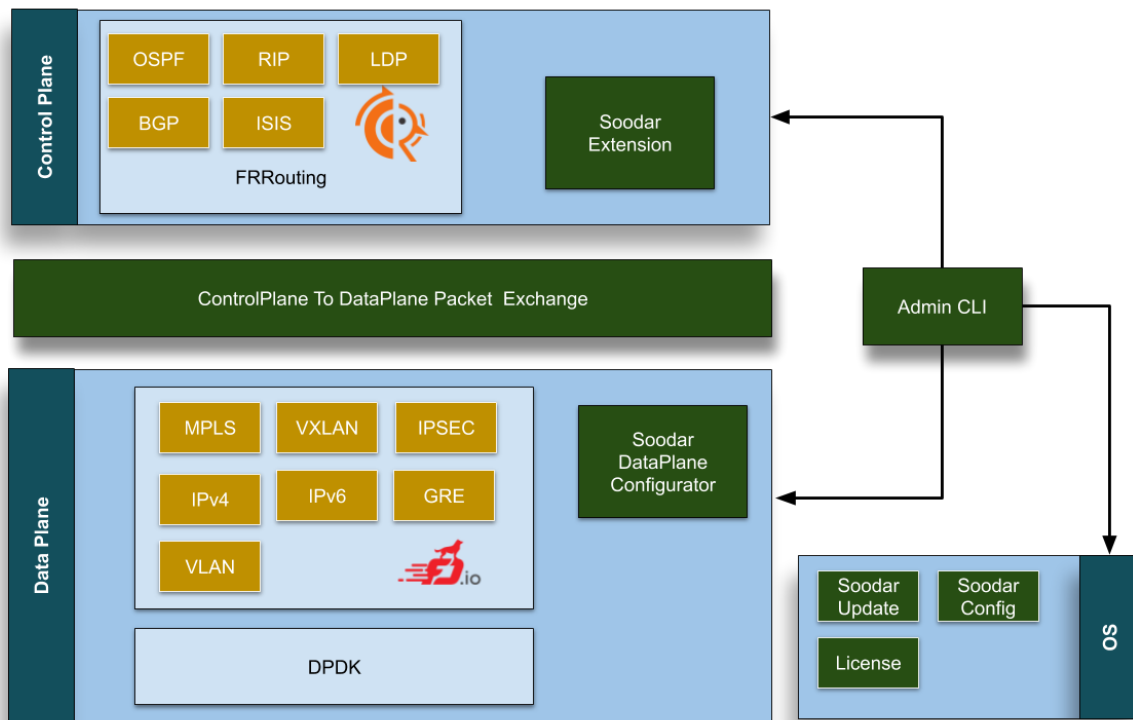 Control Plane
OSPF
RIP
LDP
BGP
ISIS
FRRouting
Soodar
Extension
ControlPlane To DataPlane Packet Exchange
Admin CLI
Data Plane
MPLS
VXLAN
IPSEC
IPv4
IPv6
GRE
VLAN
.io
Soodar
DataPlane
Configurator
DPDK
Soodar
Update
Soodar
Config
License
OS